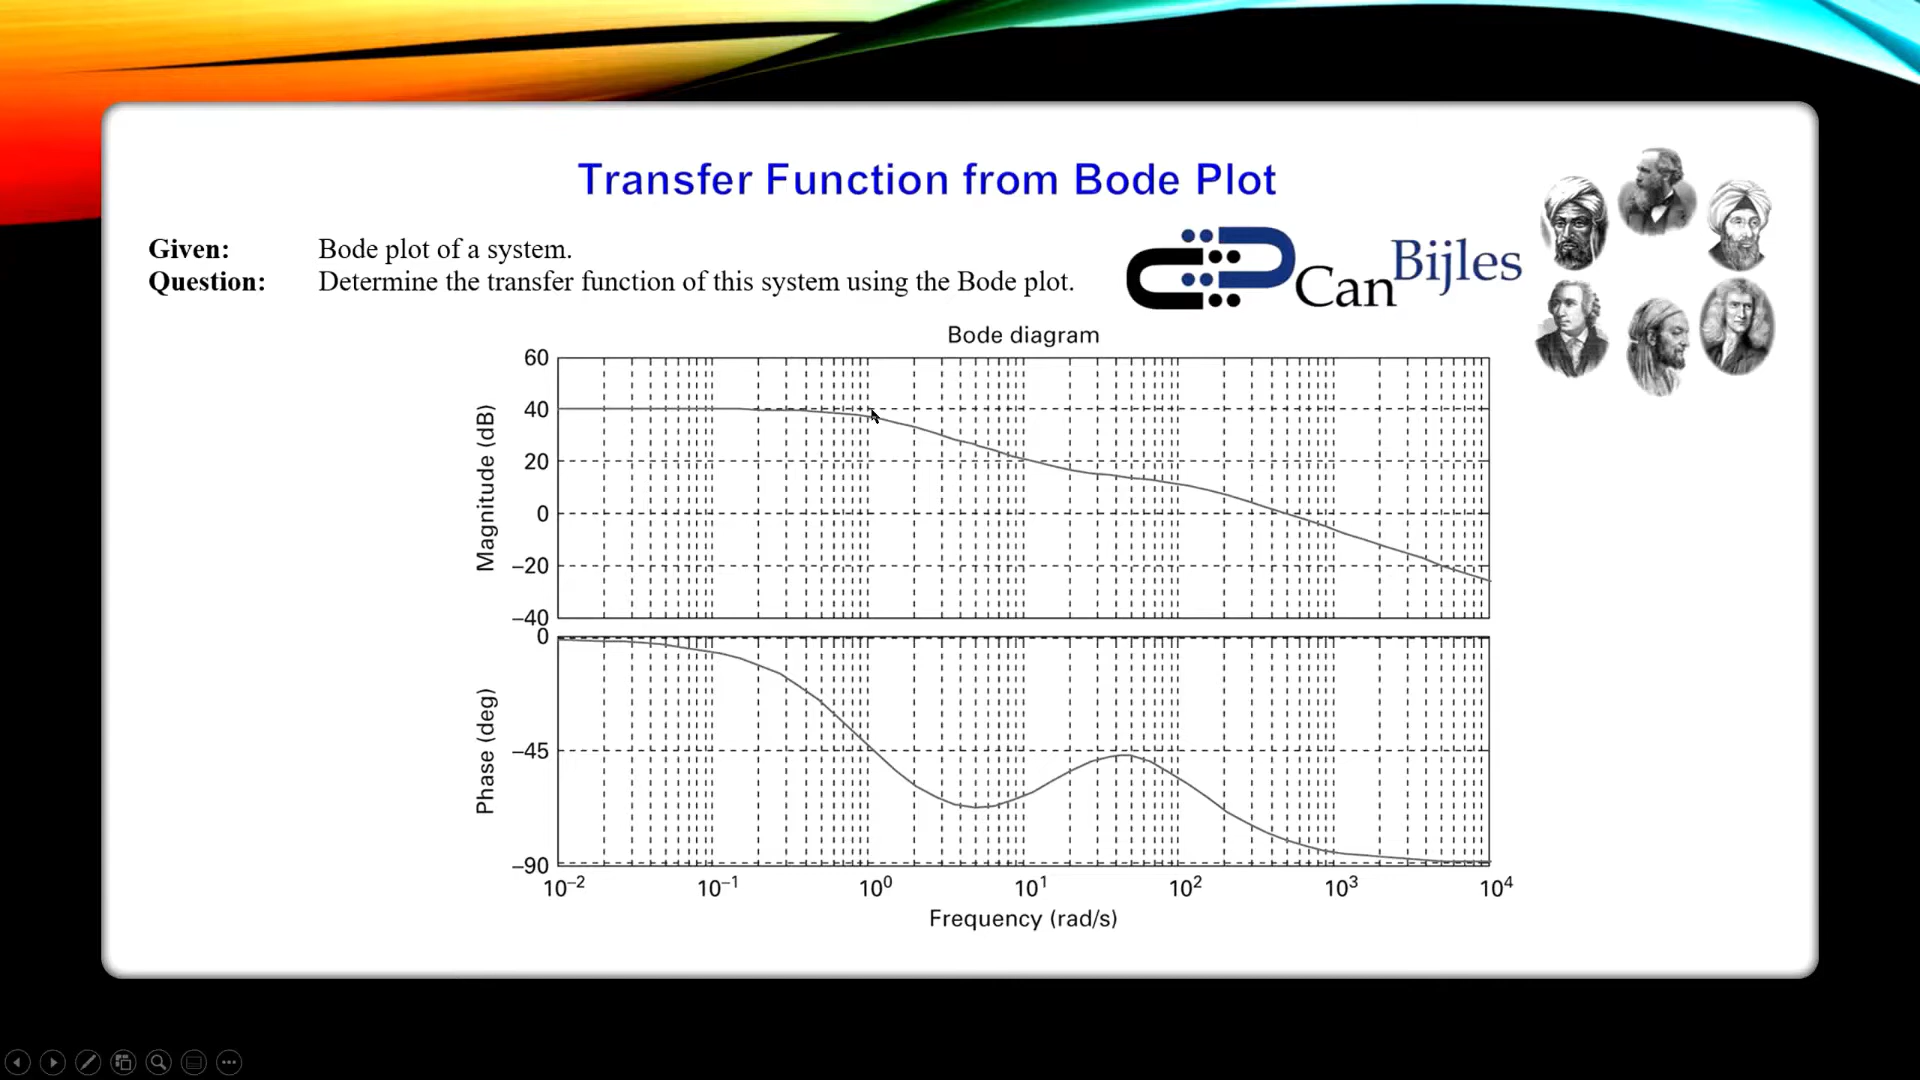 Transfer Function from Bode Plot
Given: Bode plot of a system.
Question: Determine the transfer function of this system using the Bode plot.
Can Bijles
Bode diagram
60
40
20
0
−20
−40
Magnitude (dB)
0
−45
−90
Phase (deg)
10⁻² 10⁻¹ 10⁰ 10¹ 10² 10³ 10⁴
Frequency (rad/s)